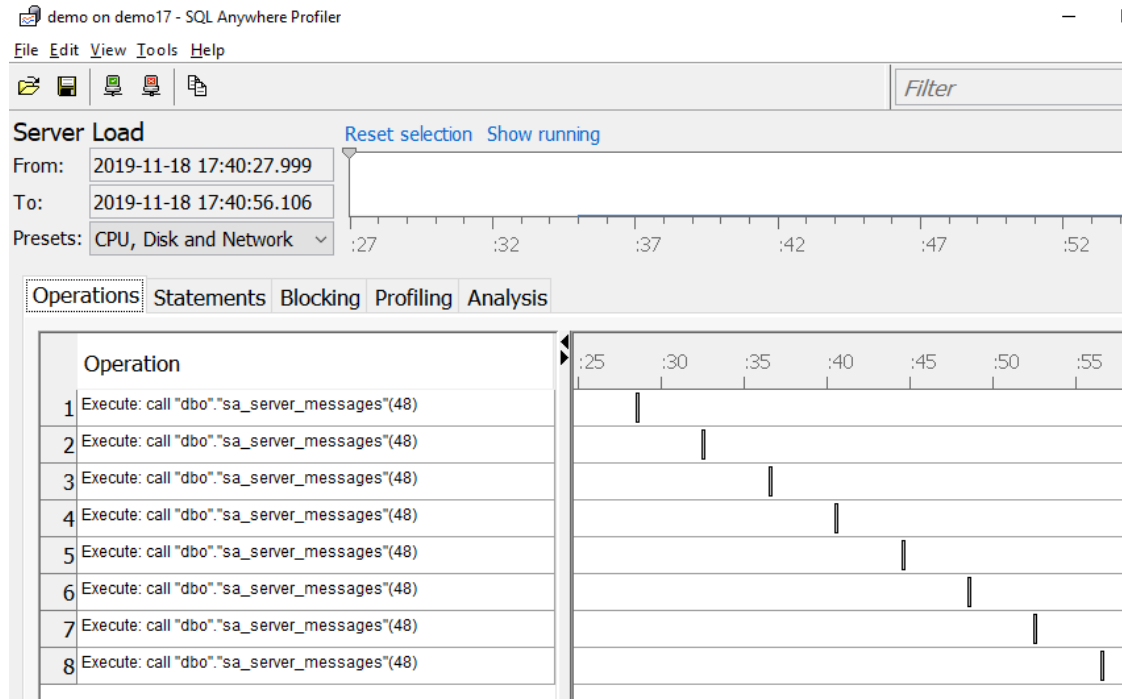 demo on demo17 - SQL Anywhere Profiler
File Edit View Tools Help
Filter
Server Load
Reset selection Show running
From: 2019-11-18 17:40:27.999
To: 2019-11-18 17:40:56.106
Presets: CPU, Disk and Network
:27 :32 :37 :42 :47 :52
Operations Statements Blocking Profiling Analysis
Operation
:25 :30 :35 :40 :45 :50 :55
1 Execute: call "dbo"."sa_server_messages"(48)
2 Execute: call "dbo"."sa_server_messages"(48)
3 Execute: call "dbo"."sa_server_messages"(48)
4 Execute: call "dbo"."sa_server_messages"(48)
5 Execute: call "dbo"."sa_server_messages"(48)
6 Execute: call "dbo"."sa_server_messages"(48)
7 Execute: call "dbo"."sa_server_messages"(48)
8 Execute: call "dbo"."sa_server_messages"(48)